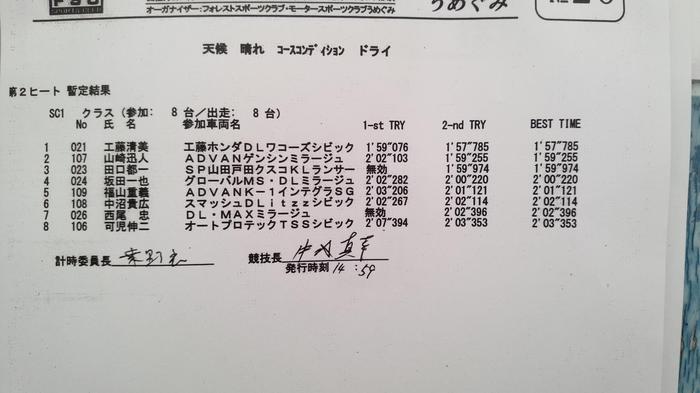 オーガナイザー：フォレストスポーツクラブ・モータースポーツクラブうめぐみ
うめぐみ
天候 晴れ コースコンディション ドライ
第２ヒート 暫定結果
SC1 クラス（参加： 8 台／出走： 8 台）
No 氏 名 参加車両名 1-st TRY 2-nd TRY BEST TIME
1 021 工藤清美 工藤ホンダＤＬワコーズシビック 1'59"076 1'57"785 1'57"785
2 107 山崎迅人 ＡＤＶＡＮゲンシンミラージュ 2'02"103 1'59"255 1'59"255
3 023 田口都一 ＳＰ山田戸田クスコＫＬランサー 無効 1'59"974 1'59"974
4 024 坂田一也 グローバルＭＳ・ＤＬミラージュ 2'02"282 2'00"220 2'00"220
5 109 福山重義 ＡＤＶＡＮＫ－１インテグラＳＧ 2'03"206 2'01"121 2'01"121
6 108 中沼貴広 スマッシュＤＬｉｔｚｚシビック 2'02"267 2'02"114 2'02"114
7 026 西尾 忠 ＤＬ・ＭＡＸミラージュ 無効 2'02"396 2'02"396
8 106 可児伸二 オートプロテックＴＳＳシビック 2'07"394 2'03"353 2'03"353
計時委員長 競技長
発行時刻 14:59